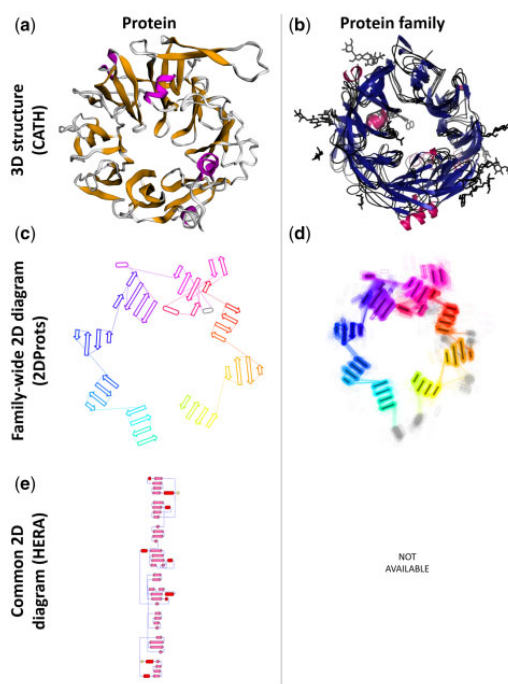 Protein
Protein family
(a)
(b)
3D structure
(CATH)
(c)
(d)
Family-wide 2D diagram
(2DProts)
(e)
Common 2D
diagram (HERA)
NOT
AVAILABLE